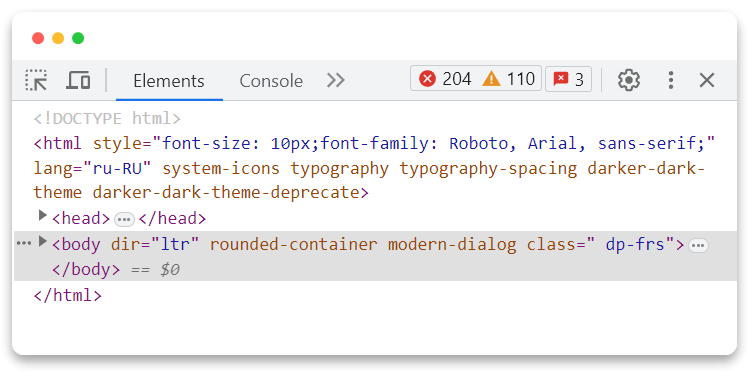 Elements Console 204 110 3
<!DOCTYPE html>
<html style="font-size: 10px;font-family: Roboto, Arial, sans-serif;"
lang="ru-RU" system-icons typography typography-spacing darker-dark-
theme darker-dark-theme-deprecate>
<head>…</head>
…<body dir="ltr" rounded-container modern-dialog class=" dp-frs">…
</body> == $0
</html>